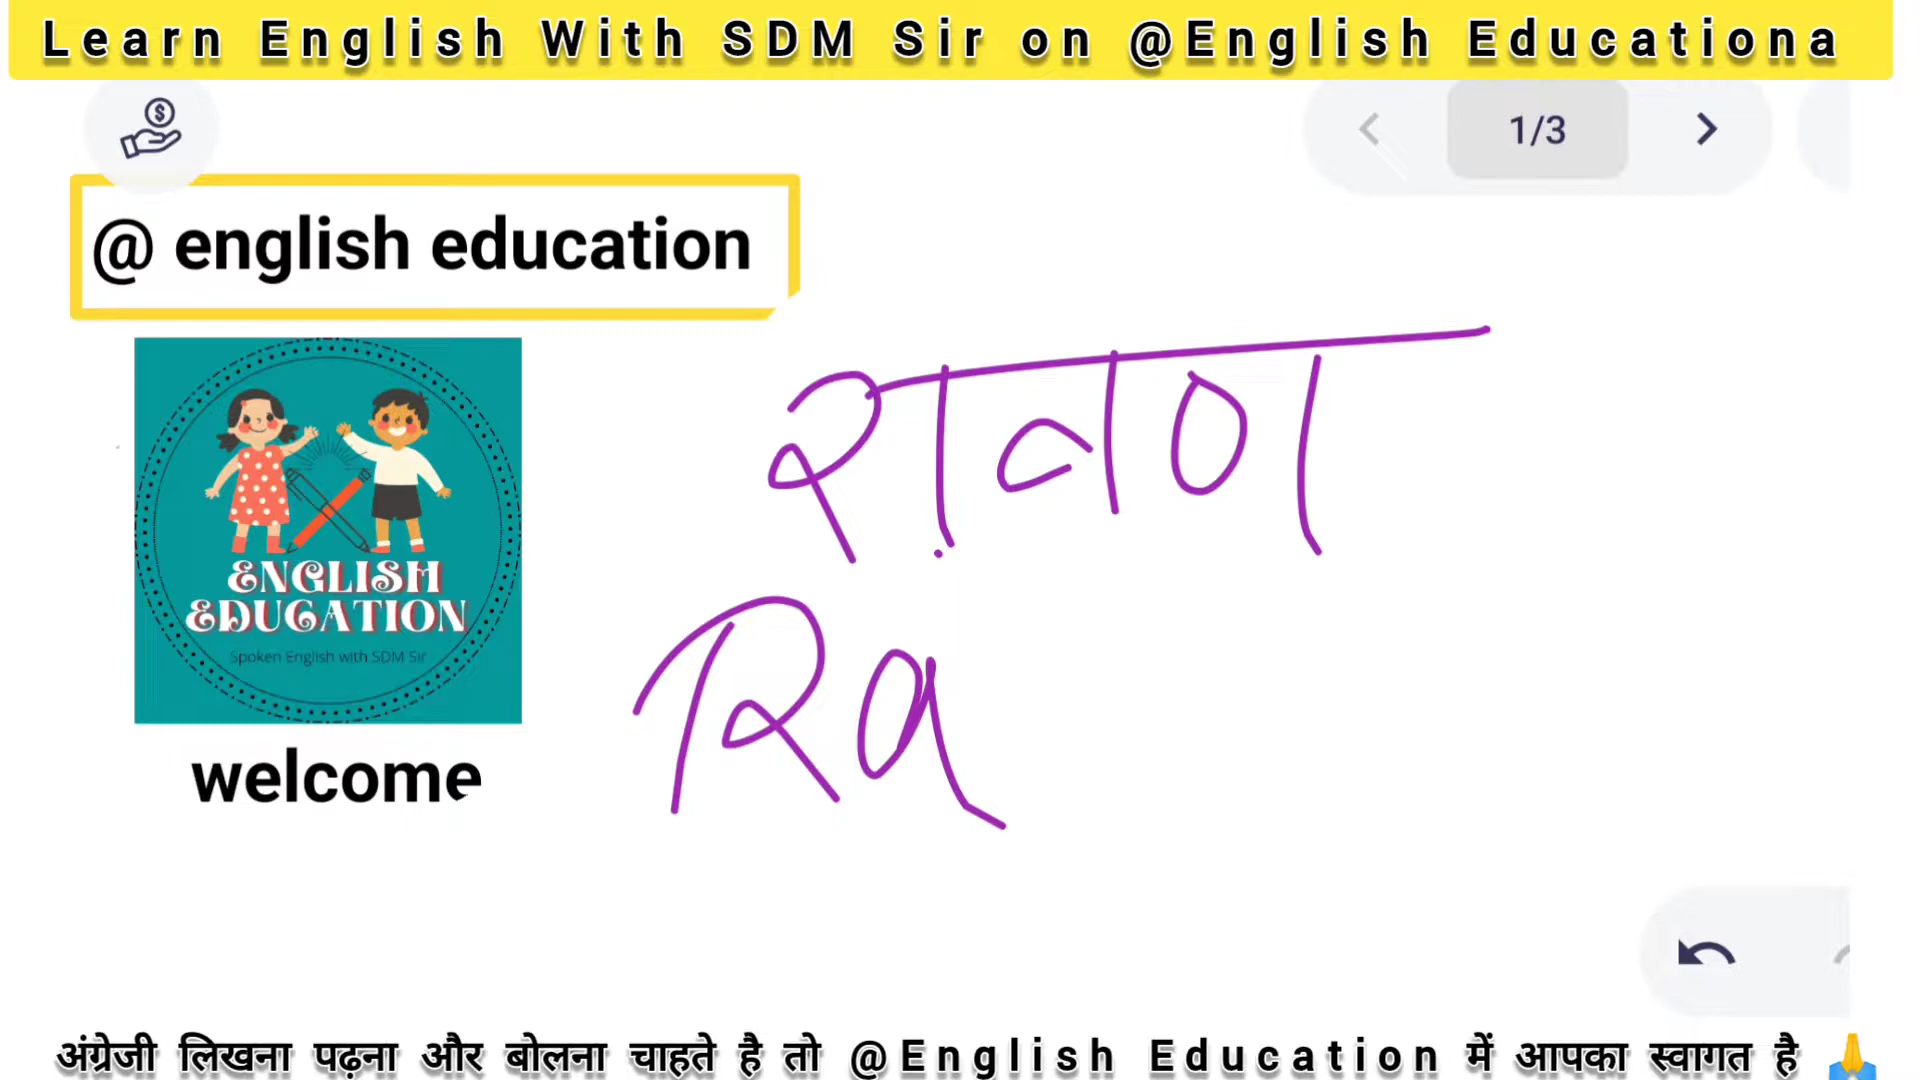 Learn English With SDM Sir on @English Educationa
1/3
@ english education
रावण
Ra
ENGLISH
EDUCATION
Spoken English with SDM Sir
welcome
अंग्रेजी लिखना पढ़ना और बोलना चाहते है तो @English Education में आपका स्वागत है 🙏